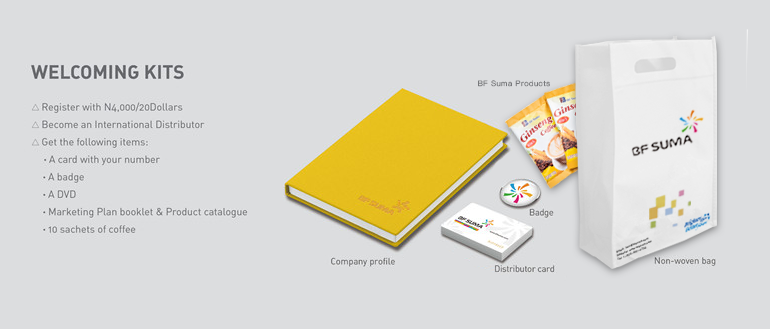 WELCOMING KITS
△ Register with N4,000/20Dollars
△ Become an International Distributor
△ Get the following items:
• A card with your number
• A badge
• A DVD
• Marketing Plan booklet & Product catalogue
• 10 sachets of coffee
BF Suma Products
Ginseng
Coffee
Ginseng
BF SUMA
BF SUMA
BF SUMA
Badge
Company profile
Distributor card
Non-woven bag